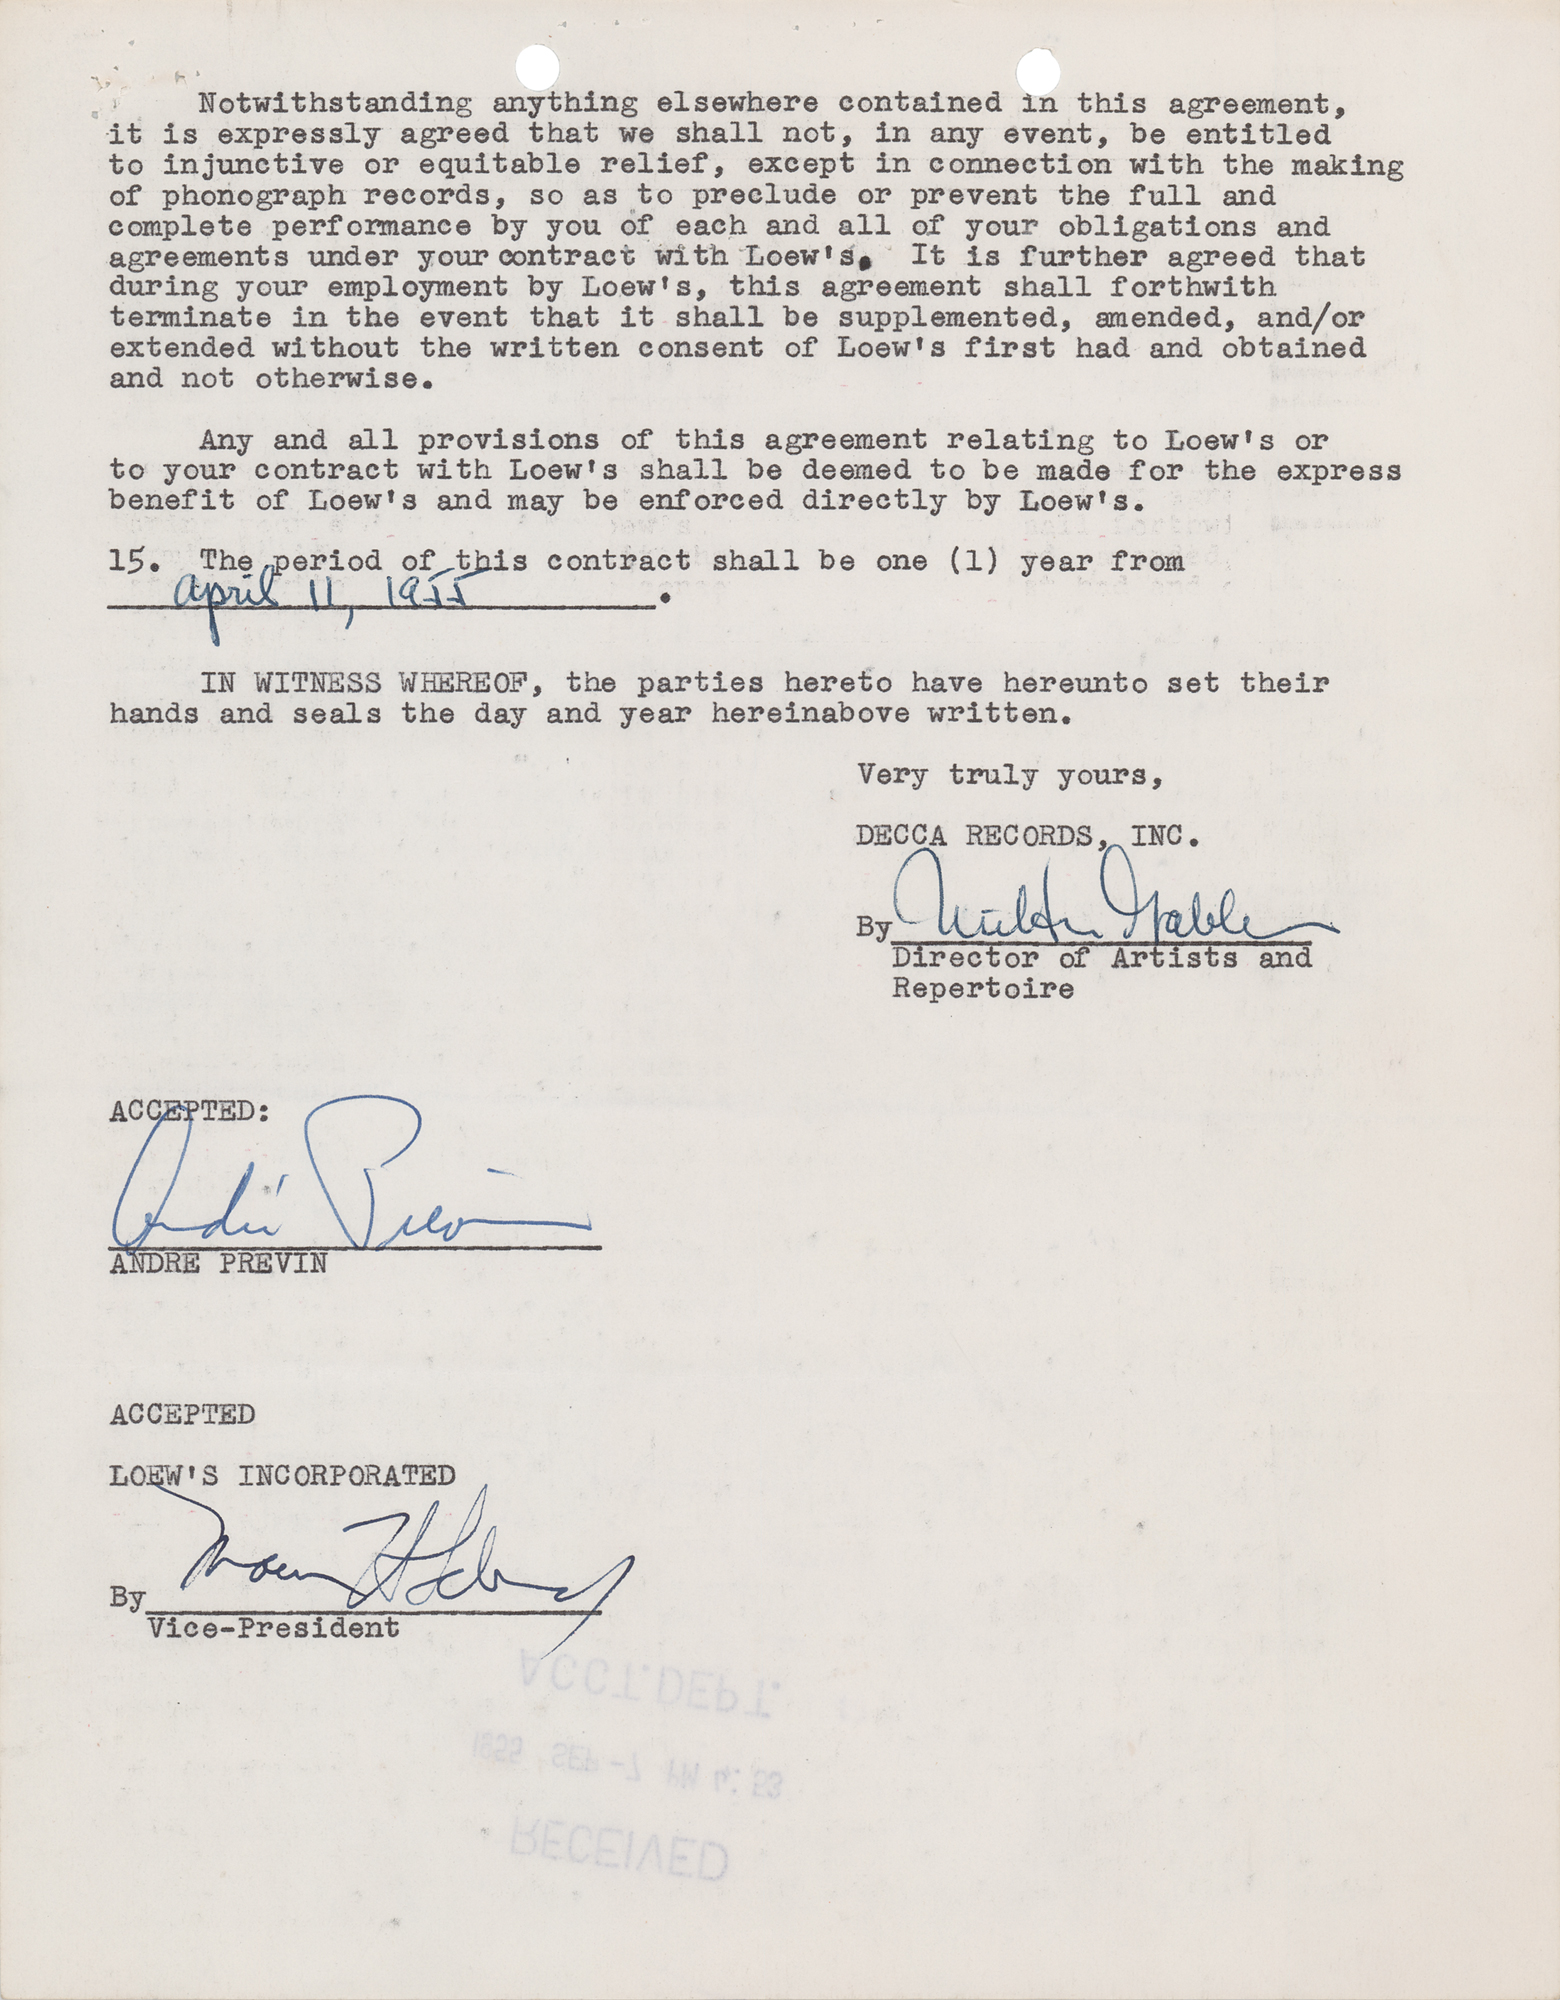 Notwithstanding anything elsewhere contained in this agreement,
it is expressly agreed that we shall not, in any event, be entitled
to injunctive or equitable relief, except in connection with the making
of phonograph records, so as to preclude or prevent the full and
complete performance by you of each and all of your obligations and
agreements under your contract with Loew's. It is further agreed that
during your employment by Loew's, this agreement shall forthwith
terminate in the event that it shall be supplemented, amended, and/or
extended without the written consent of Loew's first had and obtained
and not otherwise.
Any and all provisions of this agreement relating to Loew's or
to your contract with Loew's shall be deemed to be made for the express
benefit of Loew's and may be enforced directly by Loew's.
15. The period of this contract shall be one (1) year from
April 11, 1955.
IN WITNESS WHEREOF, the parties hereto have hereunto set their
hands and seals the day and year hereinabove written.
Very truly yours,
DECCA RECORDS, INC.
By Milton Gabler
Director of Artists and
Repertoire
ACCEPTED:
André Previn
ANDRE PREVIN
ACCEPTED
LOEW'S INCORPORATED
By
Vice-President
ACCT. DEPT.
1955 SEP -7 PM 4:53
RECEIVED